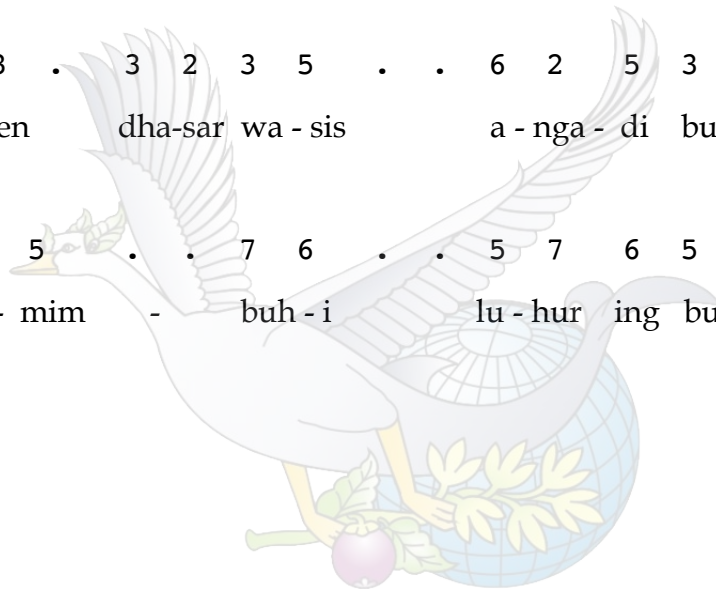 . 3 2 3 5 . . 6 2 5 3
en dha-sar wa - sis a - nga - di bu
5 . . 7 6 . . 5 7 6 5
- mim - buh - i lu - hur ing bu